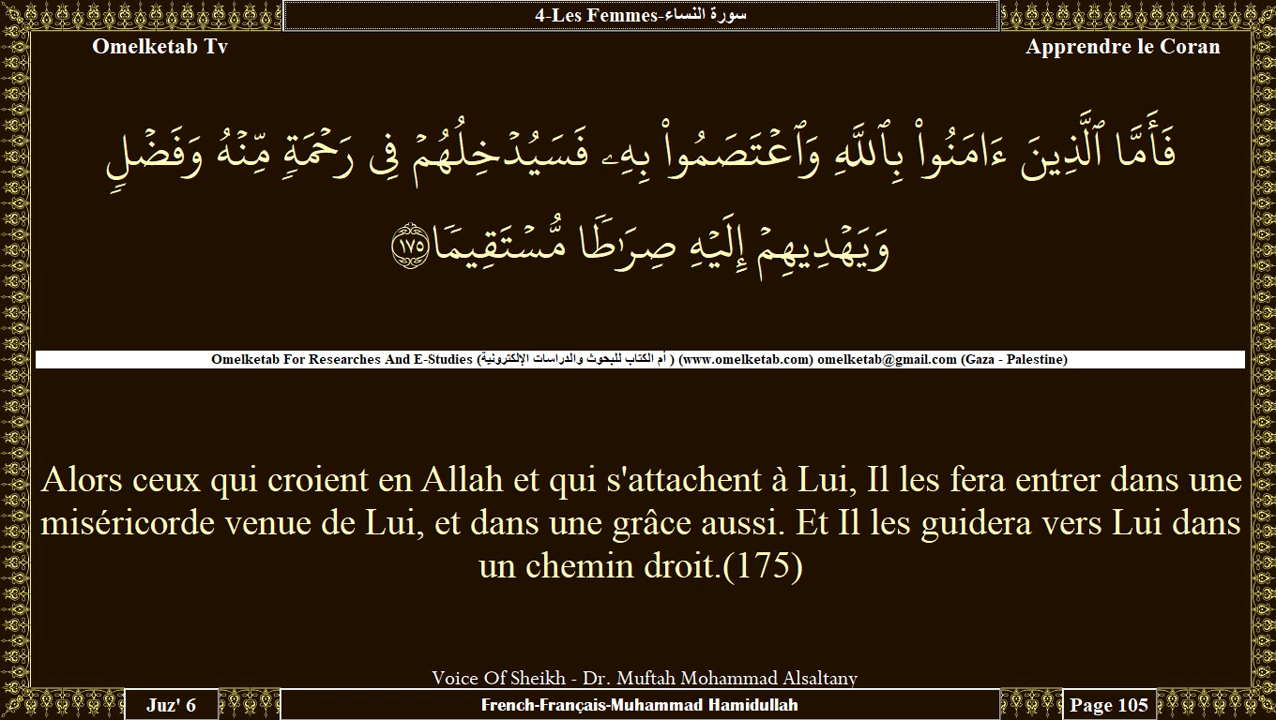 4-Les Femmes-سورة النساء
Omelketab Tv
Apprendre le Coran
فَأَمَّا ٱلَّذِينَ ءَامَنُوا۟ بِٱللَّهِ وَٱعْتَصَمُوا۟ بِهِۦ فَسَيُدْخِلُهُمْ فِى رَحْمَةٍ مِّنْهُ وَفَضْلٍ
وَيَهْدِيهِمْ إِلَيْهِ صِرَٰطًا مُّسْتَقِيمًا ١٧٥
Omelketab For Researches And E-Studies (أم الكتاب للبحوث والدراسات الإلكترونية ) (www.omelketab.com) omelketab@gmail.com (Gaza - Palestine)
Alors ceux qui croient en Allah et qui s'attachent à Lui, Il les fera entrer dans une
miséricorde venue de Lui, et dans une grâce aussi. Et Il les guidera vers Lui dans
un chemin droit.(175)
Voice Of Sheikh - Dr. Muftah Mohammad Alsaltany
Juz' 6
French-Français-Muhammad Hamidullah
Page 105